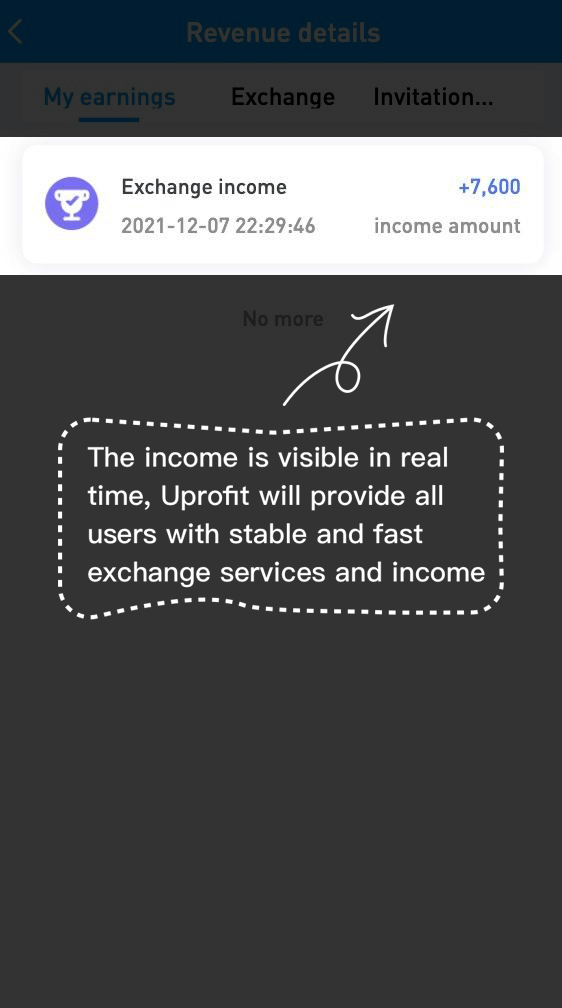 Revenue details
My earnings Exchange Invitation...
Exchange income +7,600
2021-12-07 22:29:46 income amount
No more
The income is visible in real
time, Uprofit will provide all
users with stable and fast
exchange services and income